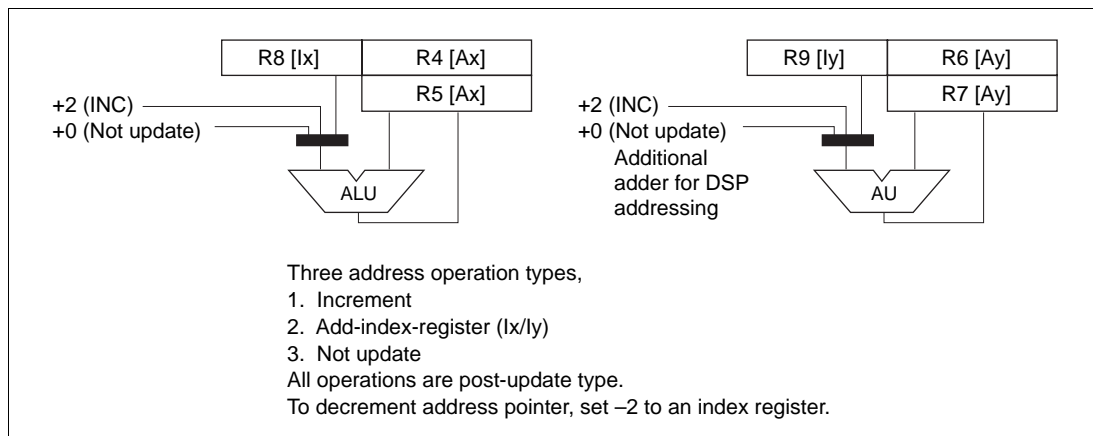 R8 [Ix]
R4 [Ax]
R5 [Ax]
+2 (INC)
+0 (Not update)
ALU
R9 [Iy]
R6 [Ay]
R7 [Ay]
+2 (INC)
+0 (Not update)
Additional
adder for DSP
addressing
AU
Three address operation types,
1. Increment
2. Add-index-register (Ix/Iy)
3. Not update
All operations are post-update type.
To decrement address pointer, set –2 to an index register.